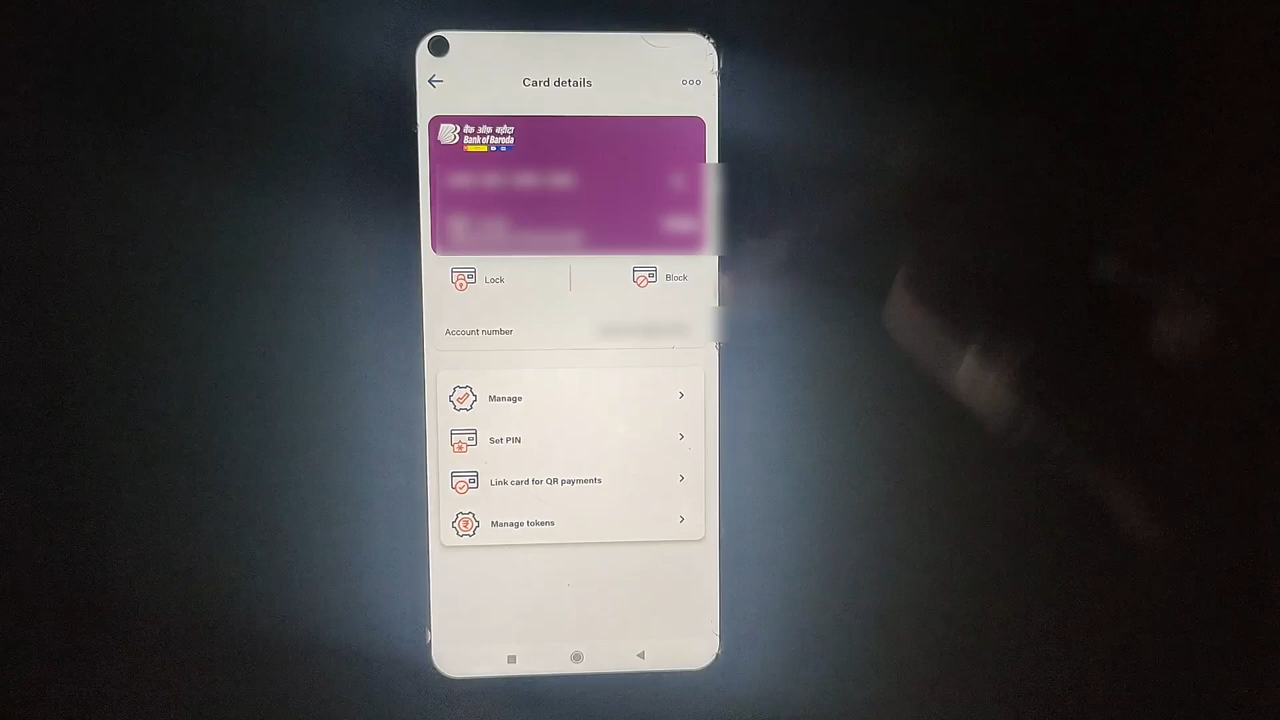 Card details
बैंक ऑफ़ बड़ौदा
Bank of Baroda
Lock
Block
Account number
Manage
Set PIN
Link card for QR payments
Manage tokens